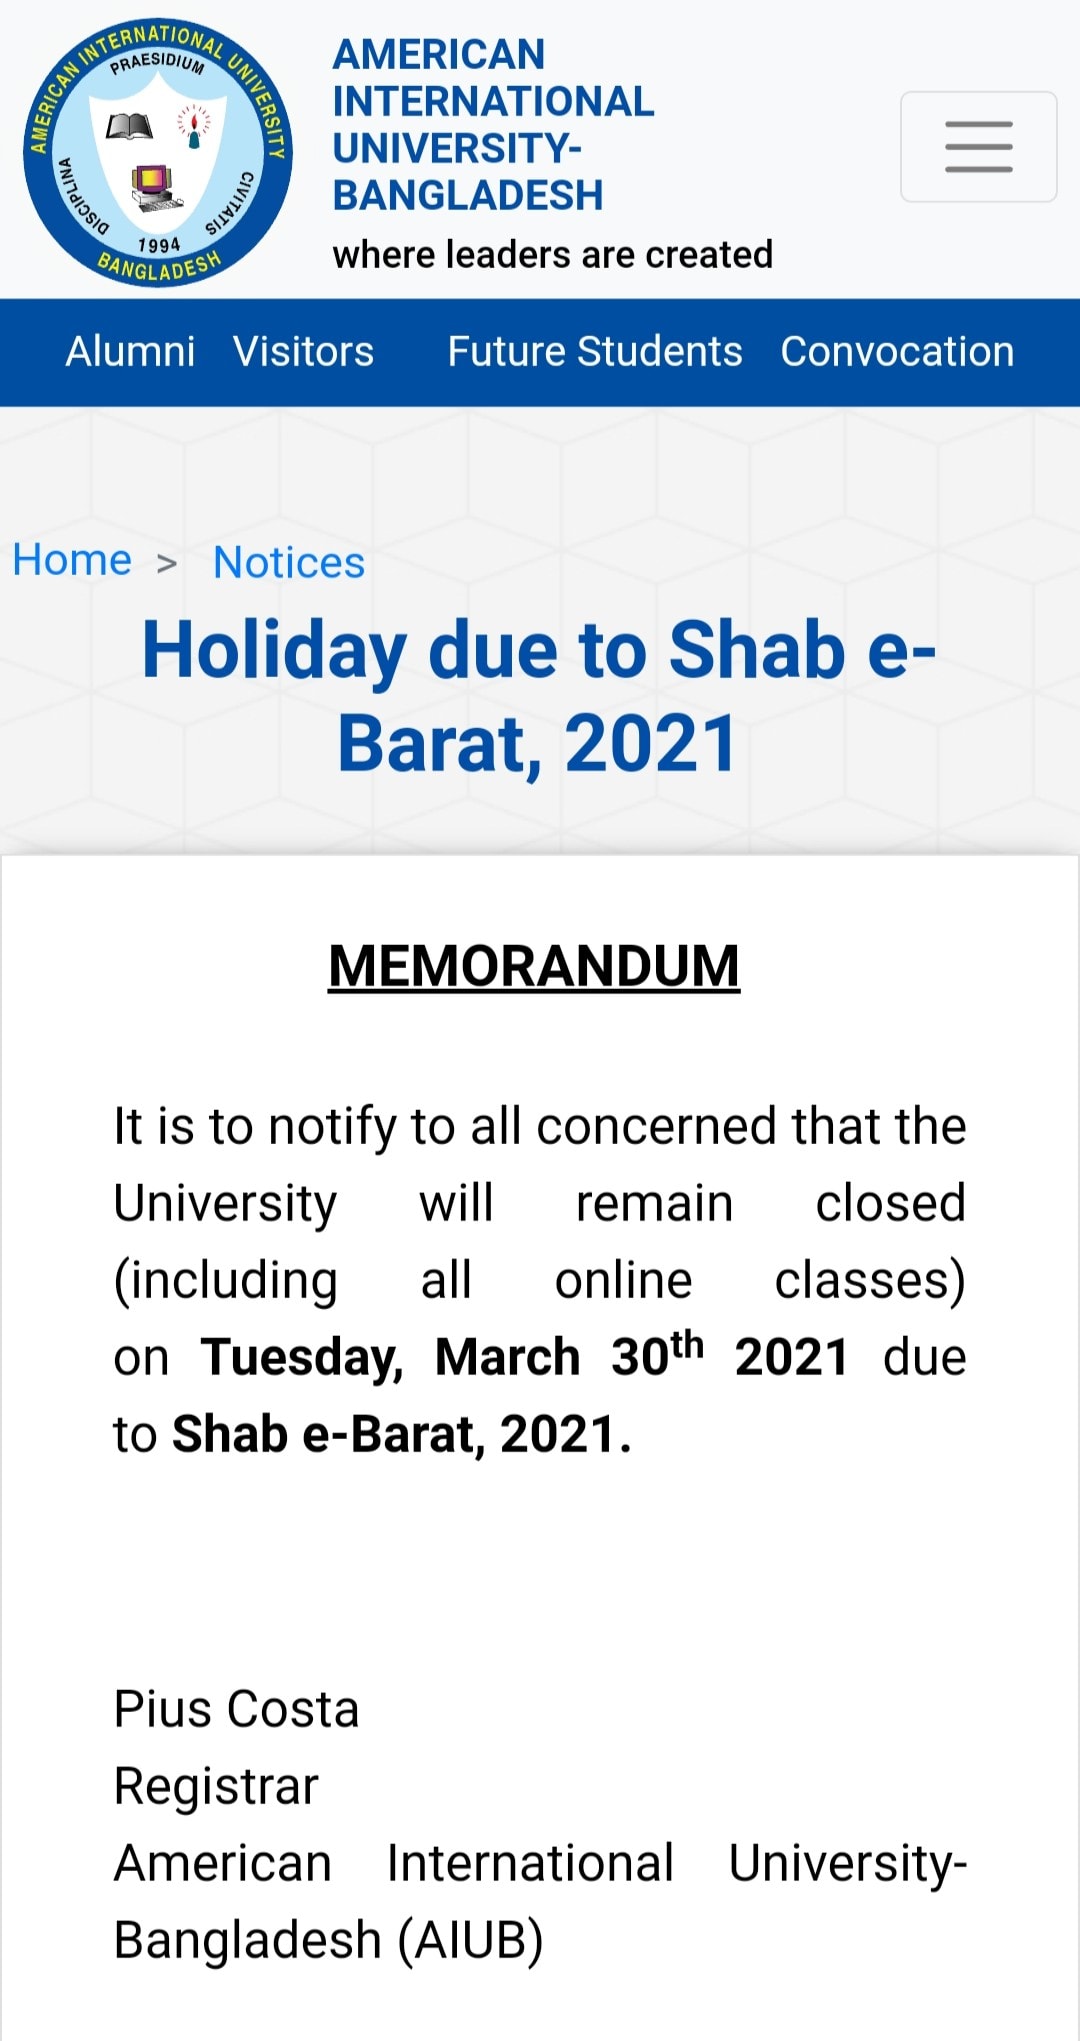 AMERICAN INTERNATIONAL UNIVERSITY
PRAESIDIUM
DISCIPLINA
CIVITATIS
1994
BANGLADESH
AMERICAN
INTERNATIONAL
UNIVERSITY-
BANGLADESH
where leaders are created
Alumni Visitors Future Students Convocation
Home > Notices
Holiday due to Shab e-
Barat, 2021
MEMORANDUM
It is to notify to all concerned that the
University will remain closed
(including all online classes)
on Tuesday, March 30th 2021 due
to Shab e-Barat, 2021.
Pius Costa
Registrar
American International University-
Bangladesh (AIUB)